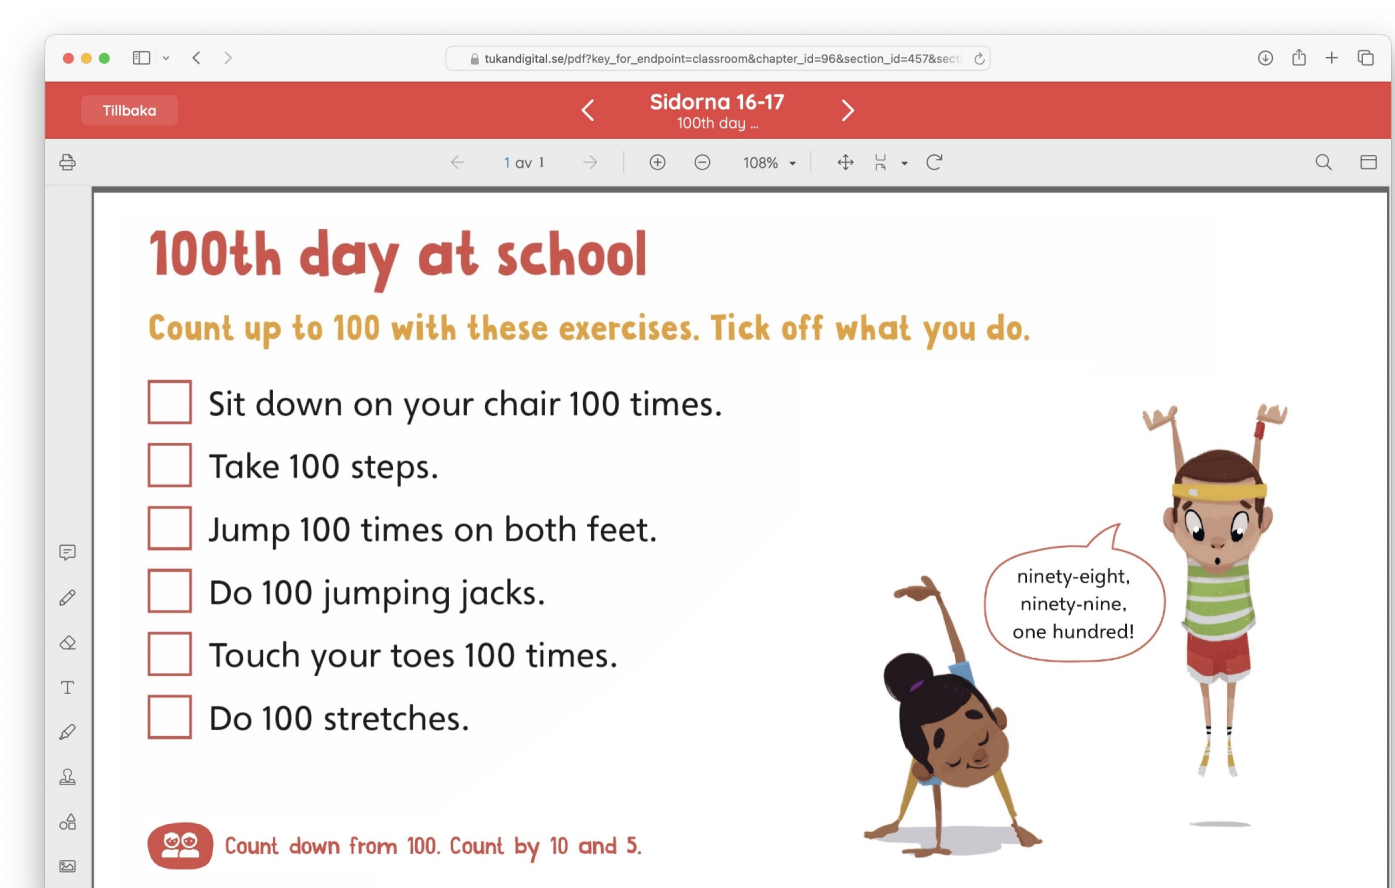 tukandigital.se/pdf?key_for_endpoint=classroom&chapter_id=96&section_id=457&sect
Tillbaka
Sidorna 16-17
100th day ...
1 av 1
108%
100th day at school
Count up to 100 with these exercises. Tick off what you do.
Sit down on your chair 100 times.
Take 100 steps.
Jump 100 times on both feet.
Do 100 jumping jacks.
Touch your toes 100 times.
Do 100 stretches.
ninety-eight,
ninety-nine,
one hundred!
Count down from 100. Count by 10 and 5.